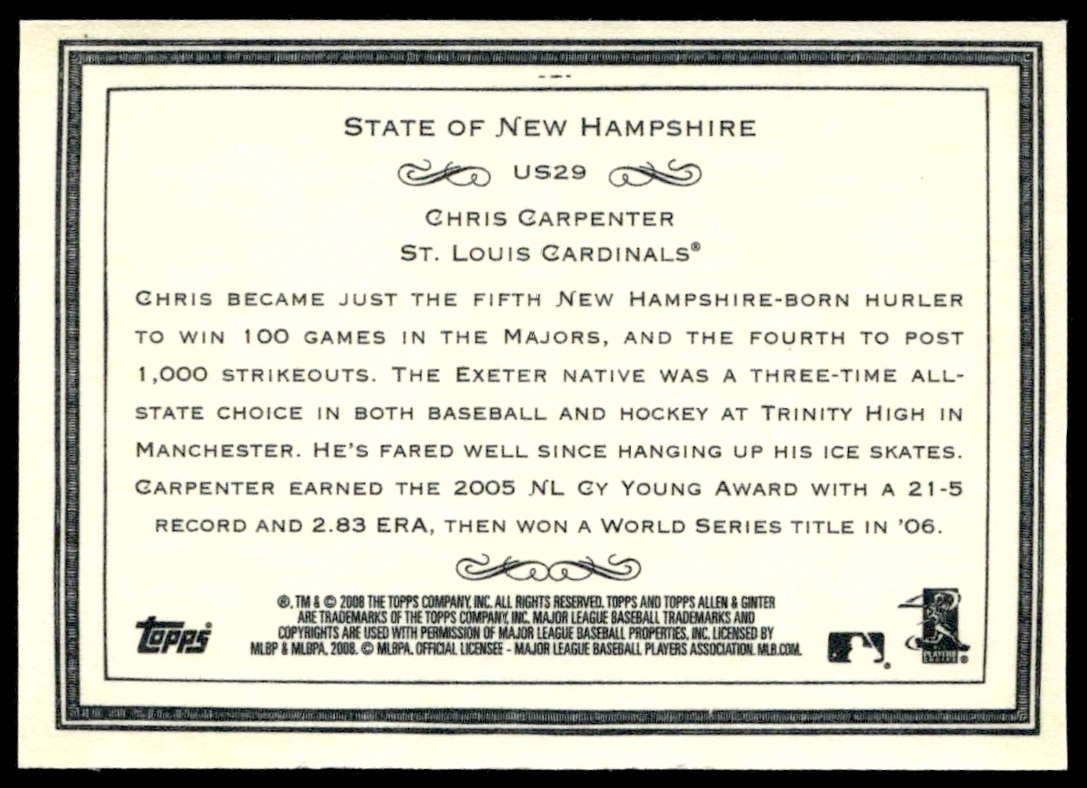 STATE OF NEW HAMPSHIRE
US29
CHRIS CARPENTER
ST. LOUIS CARDINALS®
CHRIS BECAME JUST THE FIFTH NEW HAMPSHIRE-BORN HURLER
TO WIN 100 GAMES IN THE MAJORS, AND THE FOURTH TO POST
1,000 STRIKEOUTS. THE EXETER NATIVE WAS A THREE-TIME ALL-
STATE CHOICE IN BOTH BASEBALL AND HOCKEY AT TRINITY HIGH IN
MANCHESTER. HE'S FARED WELL SINCE HANGING UP HIS ICE SKATES.
CARPENTER EARNED THE 2005 NL CY YOUNG AWARD WITH A 21-5
RECORD AND 2.83 ERA, THEN WON A WORLD SERIES TITLE IN '06.
®, TM & © 2008 THE TOPPS COMPANY, INC. ALL RIGHTS RESERVED. TOPPS AND TOPPS ALLEN & GINTER
ARE TRADEMARKS OF THE TOPPS COMPANY, INC. MAJOR LEAGUE BASEBALL TRADEMARKS AND
COPYRIGHTS ARE USED WITH PERMISSION OF MAJOR LEAGUE BASEBALL PROPERTIES, INC. LICENSED BY
MLBP & MLBPA, 2008. © MLBPA. OFFICIAL LICENSEE - MAJOR LEAGUE BASEBALL PLAYERS ASSOCIATION. MLB.COM.
Topps